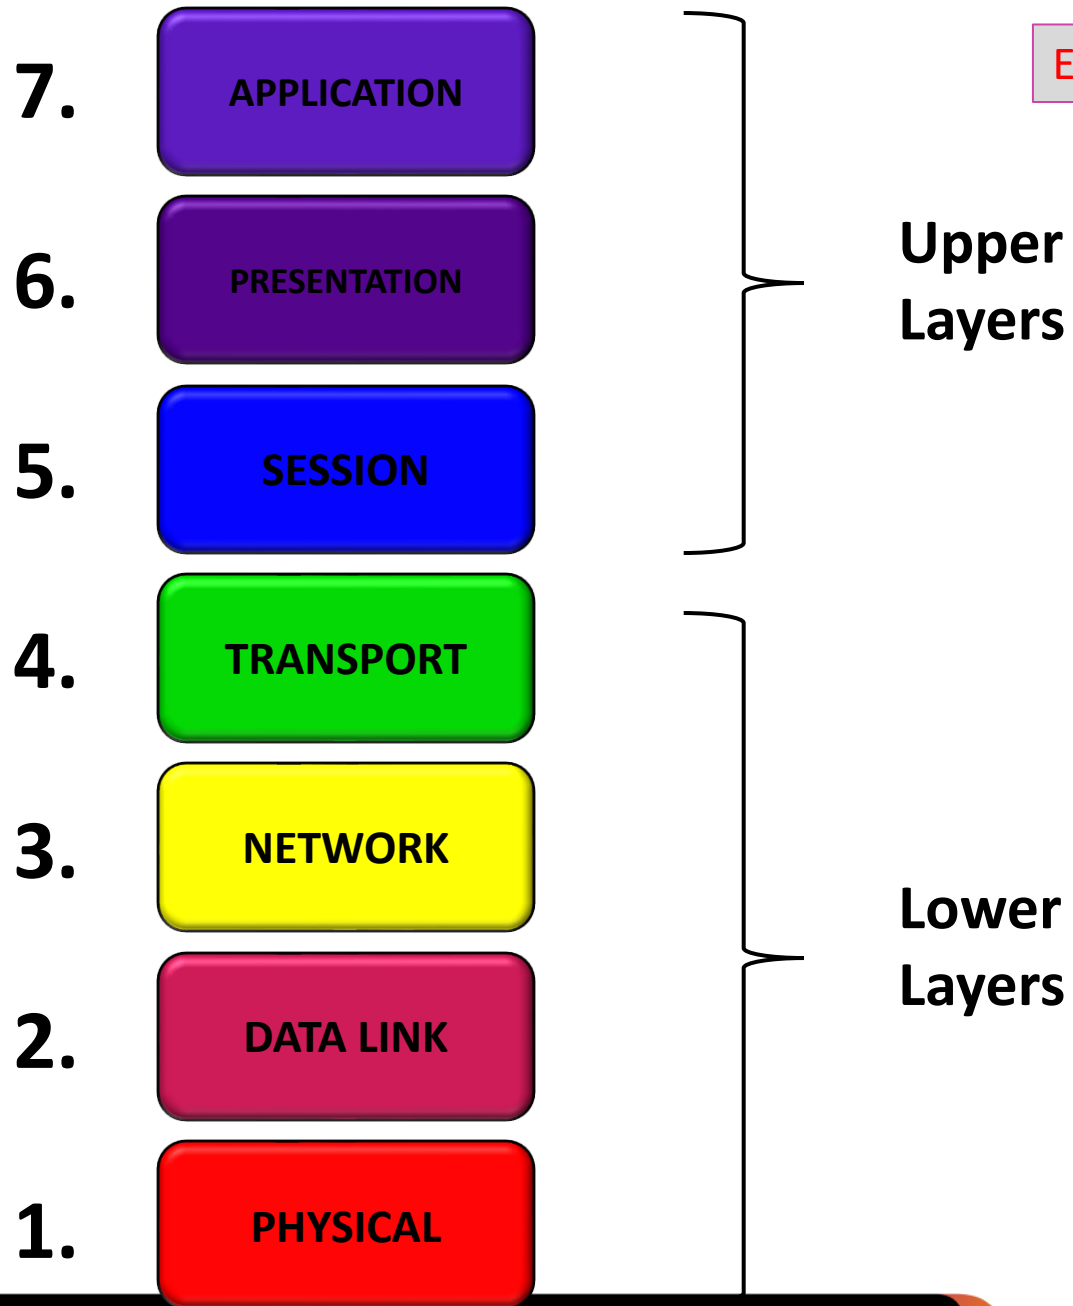 7.
APPLICATION
E
6.
PRESENTATION
Upper
Layers
5.
SESSION
4.
TRANSPORT
3.
NETWORK
Lower
Layers
2.
DATA LINK
1.
PHYSICAL